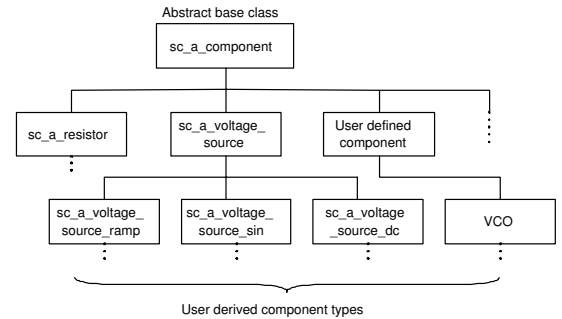 Abstract base class
sc_a_component
sc_a_resistor
sc_a_voltage_
source
User defined
component
sc_a_voltage_
source_ramp
sc_a_voltage_
source_sin
sc_a_voltage
_source_dc
VCO
User derived component types